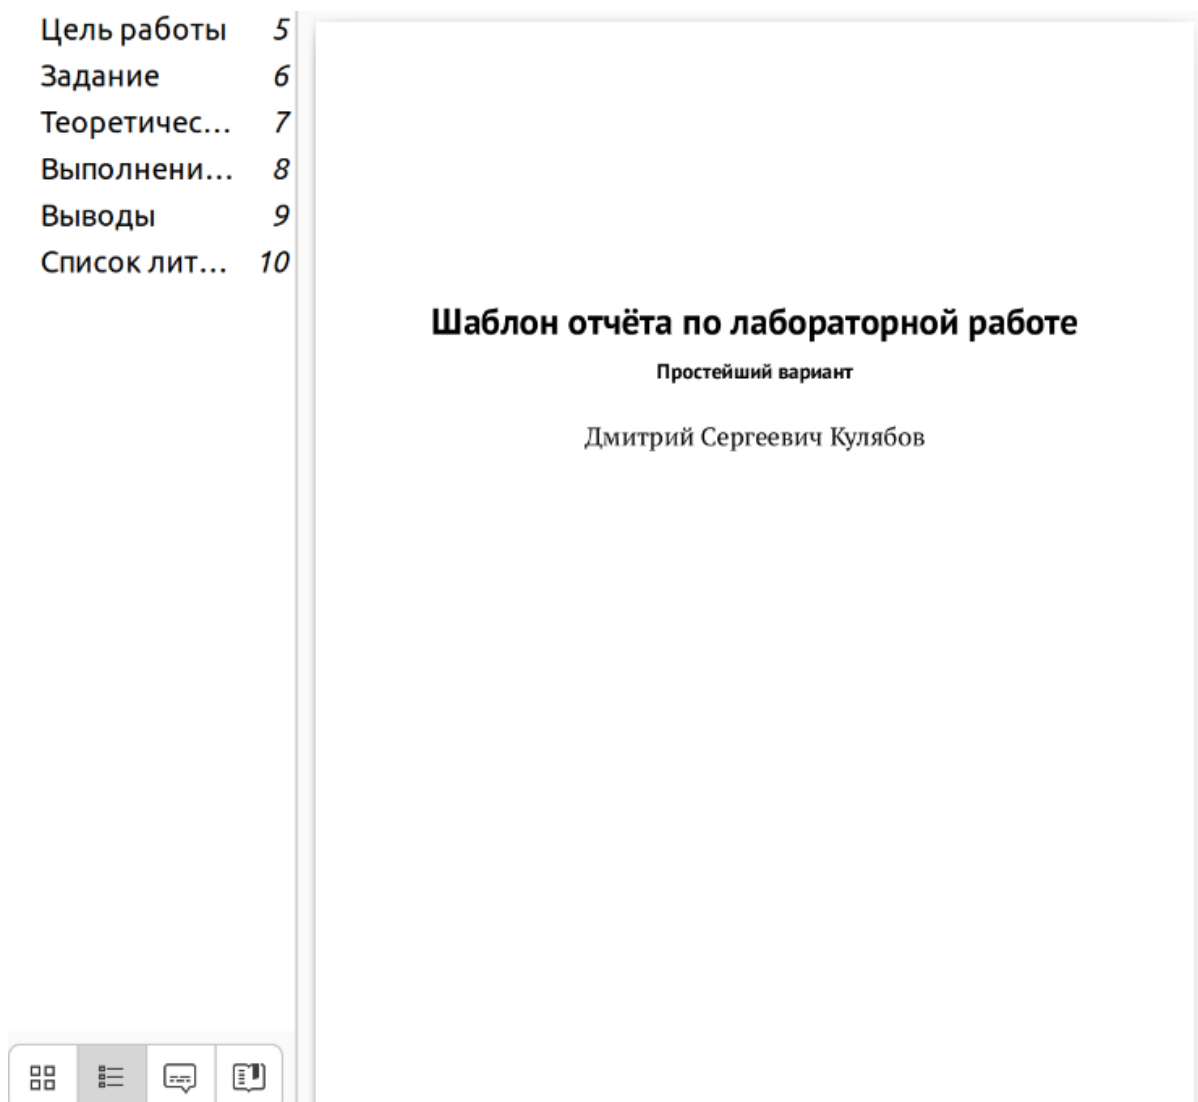 Цель работы 5
Задание 6
Теоретичес... 7
Выполнени... 8
Выводы 9
Список лит... 10
Шаблон отчёта по лабораторной работе
Простейший вариант
Дмитрий Сергеевич Кулябов